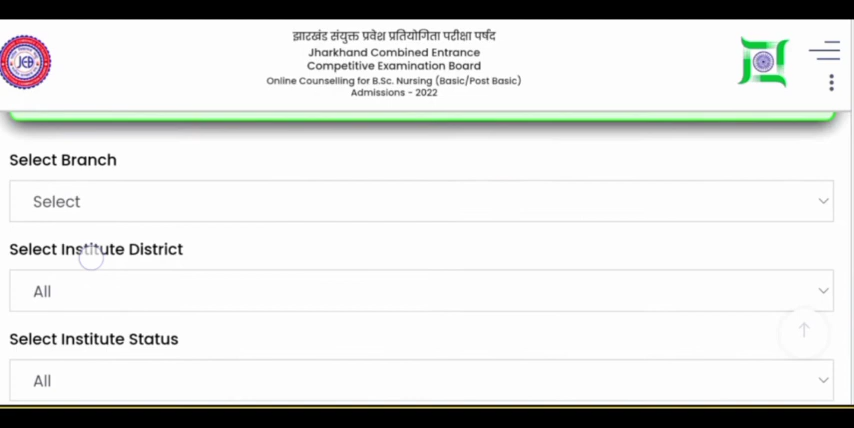 झारखंड संयुक्त प्रवेश प्रतियोगिता परीक्षा पर्षद
Jharkhand Combined Entrance
Competitive Examination Board
Online Counselling for B.Sc. Nursing (Basic/Post Basic)
Admissions - 2022
JCEB
Select Branch
Select
Select Institute District
All
Select Institute Status
All